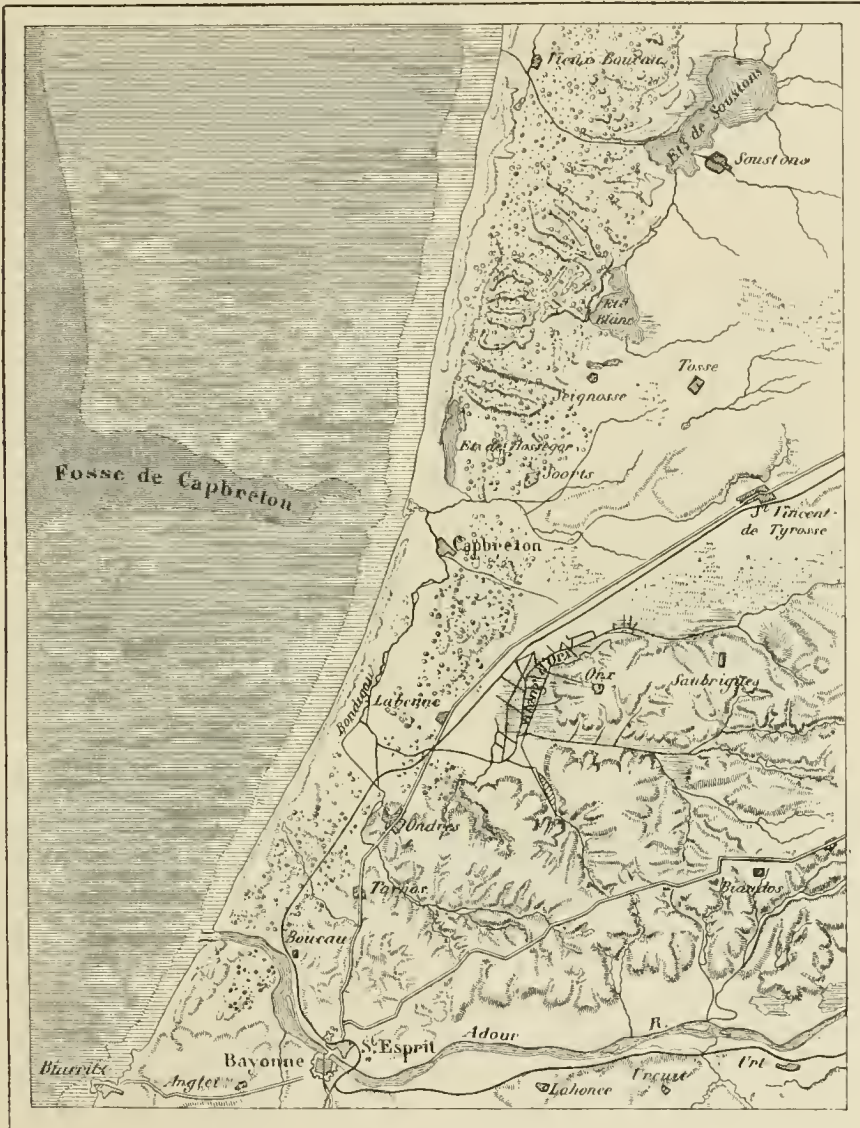 Vieux Boucau
Etg de Soustons
Soustons
Etg
Blanc
Tosse
Seignosse
Etg de Hossegor
Soorts
Fosse de Capbreton
St Vincent
de Tyrosse
Capbreton
Marais d'Orx
Orx
Saubrigues
Boudigau
Labenne
Ondres
Tarnos
Biaudos
Boucau
Adour R.
St Esprit
Bayonne
Biarritz
Anglet
Lahonce
Urcuit
Urt